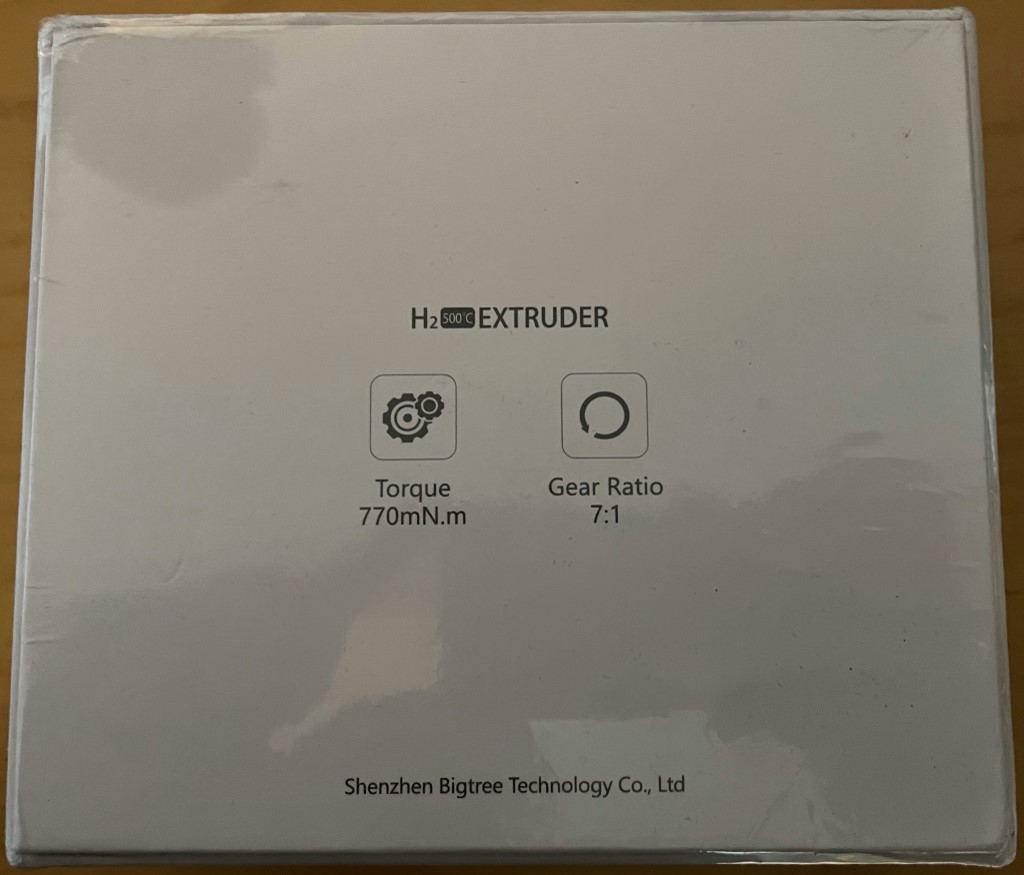 H2 500°C EXTRUDER
Torque
770mN.m
Gear Ratio
7:1
Shenzhen Bigtree Technology Co., Ltd